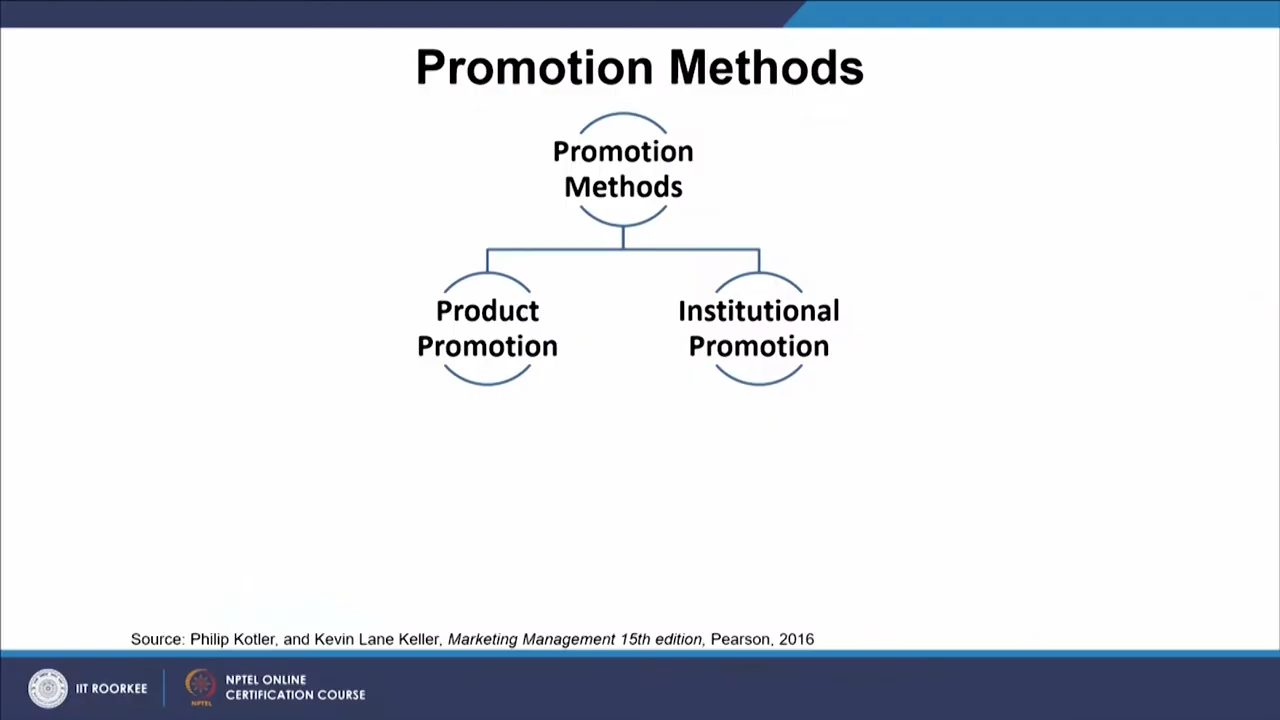 Promotion Methods
Promotion
Methods
Product
Promotion
Institutional
Promotion
Source: Philip Kotler, and Kevin Lane Keller, Marketing Management 15th edition, Pearson, 2016
IIT ROORKEE
NPTEL
NPTEL ONLINE
CERTIFICATION COURSE